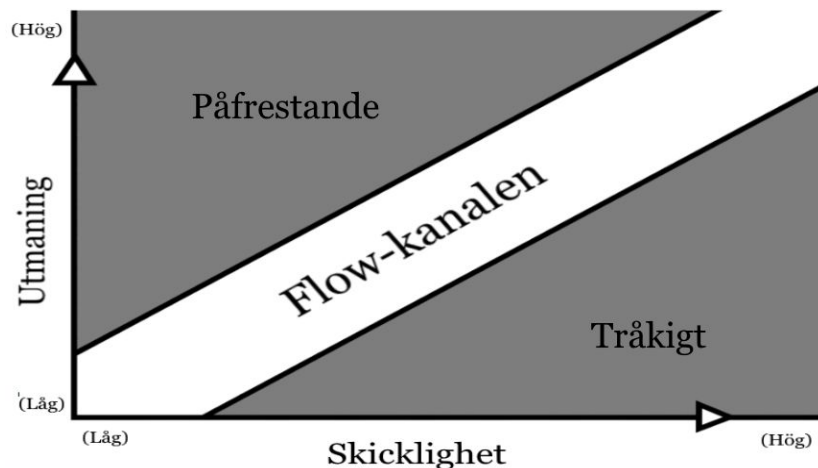 (Hög)
Påfrestande
Utmaning
Flow-kanalen
Tråkigt
(Låg)
(Låg)
Skicklighet
(Hög)